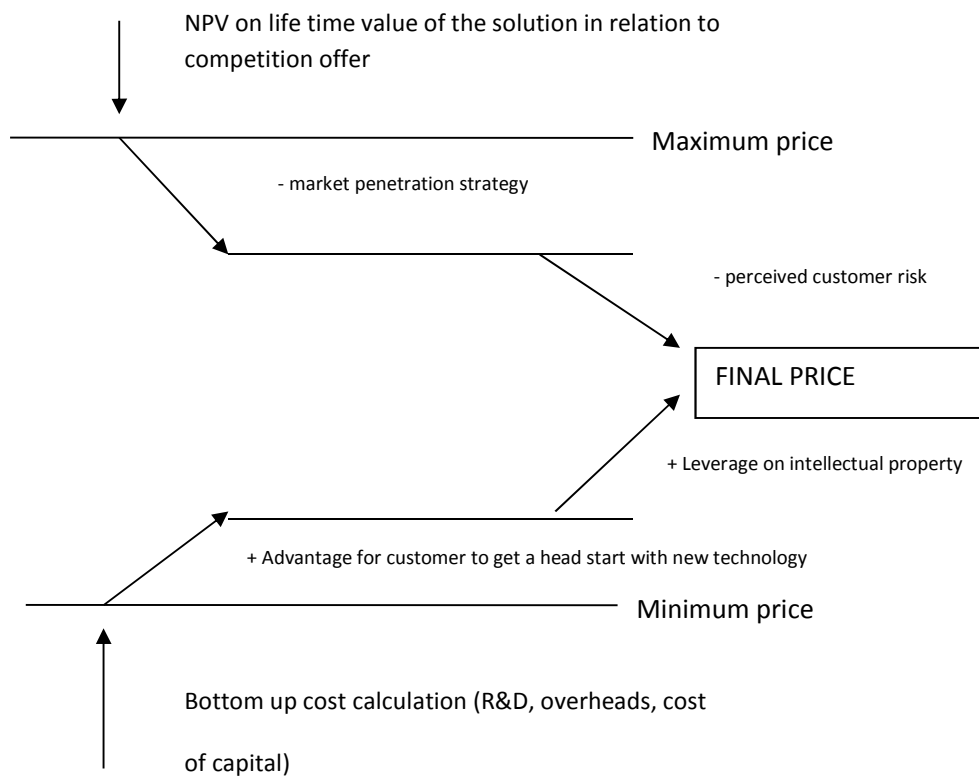 NPV on life time value of the solution in relation to
competition offer
Maximum price
- market penetration strategy
- perceived customer risk
FINAL PRICE
+ Leverage on intellectual property
+ Advantage for customer to get a head start with new technology
Minimum price
Bottom up cost calculation (R&D, overheads, cost
of capital)